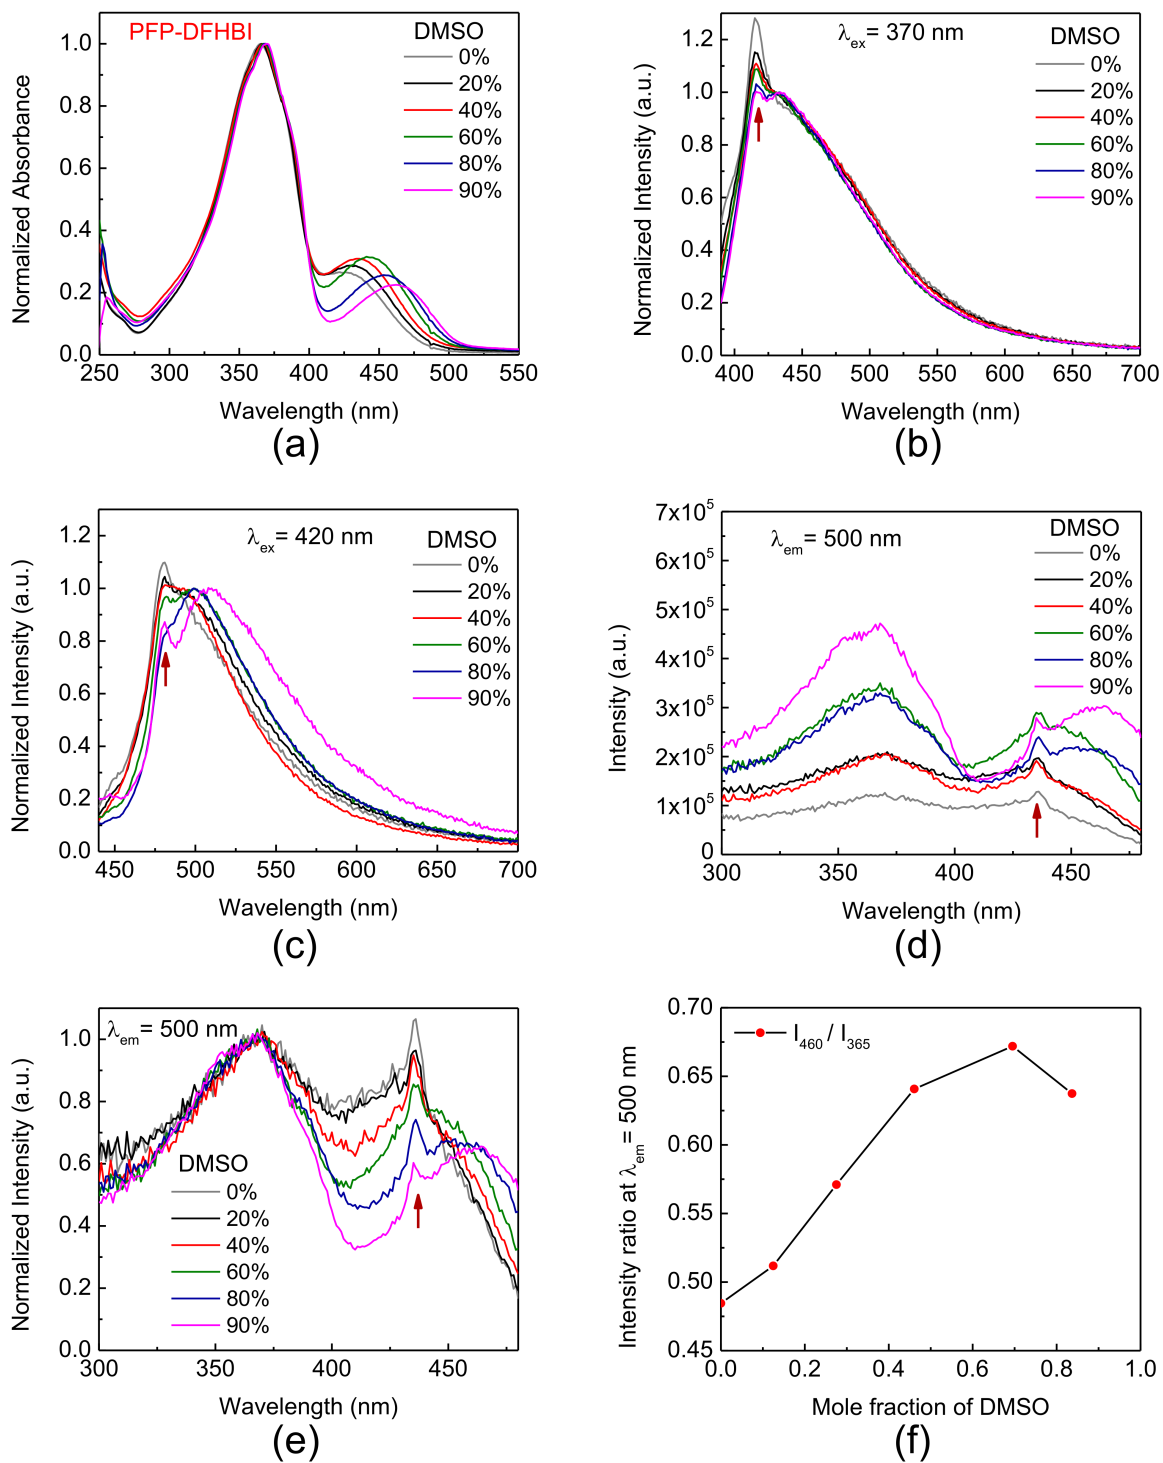 PFP-DFHBI
DMSO
0%
20%
40%
60%
80%
90%
Normalized Absorbance
1.0
0.8
0.6
0.4
0.2
0.0
250 300 350 400 450 500 550
Wavelength (nm)
(a)
λex= 370 nm
DMSO
0%
20%
40%
60%
80%
90%
Normalized Intensity (a.u.)
1.2
1.0
0.8
0.6
0.4
0.2
0.0
400 450 500 550 600 650 700
Wavelength (nm)
(b)
λex= 420 nm
DMSO
0%
20%
40%
60%
80%
90%
Normalized Intensity (a.u.)
1.2
1.0
0.8
0.6
0.4
0.2
0.0
450 500 550 600 650 700
Wavelength (nm)
(c)
λem= 500 nm
DMSO
0%
20%
40%
60%
80%
90%
Intensity (a.u.)
7x10⁵
6x10⁵
5x10⁵
4x10⁵
3x10⁵
2x10⁵
1x10⁵
0
300 350 400 450
Wavelength (nm)
(d)
λem= 500 nm
DMSO
0%
20%
40%
60%
80%
90%
Normalized Intensity (a.u.)
1.0
0.8
0.6
0.4
0.2
0.0
300 350 400 450
Wavelength (nm)
(e)
I460 / I365
Intensity ratio at λem= 500 nm
0.70
0.65
0.60
0.55
0.50
0.45
0.0 0.2 0.4 0.6 0.8 1.0
Mole fraction of DMSO
(f)